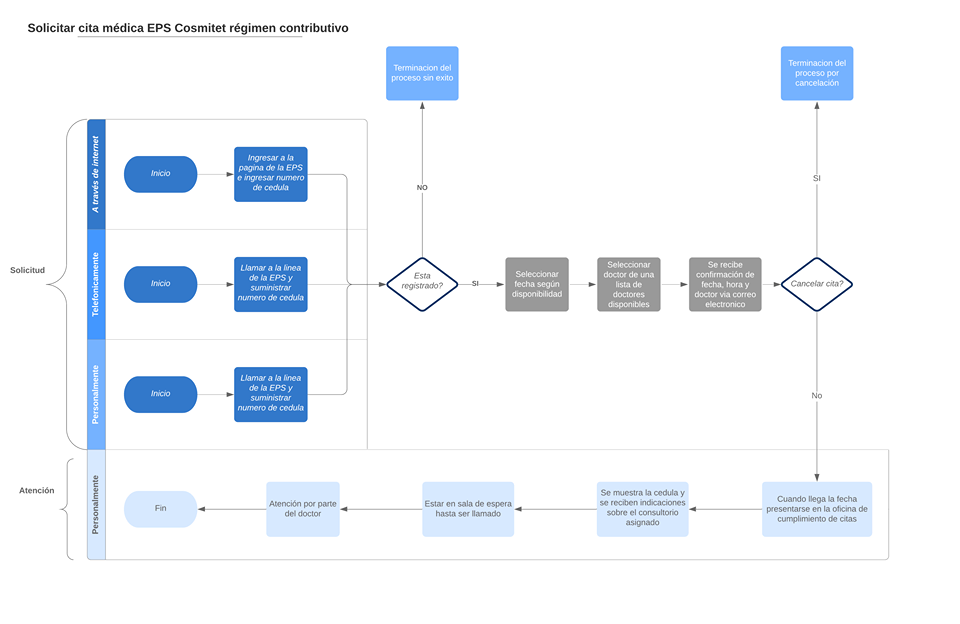 Solicitar cita médica EPS Cosmitet régimen contributivo
Terminacion del
proceso sin exito
Terminacion del
proceso por
cancelación
Solicitud
A través de internet
Inicio
Ingresar a la
pagina de la EPS
e ingresar numero
de cedula
NO
SI
Telefonicamente
Inicio
Llamar a la linea
de la EPS y
suministrar
numero de cedula
Esta
registrado?
SI
Seleccionar
fecha según
disponibilidad
Seleccionar
doctor de una
lista de
doctores
disponibles
Se recibe
confirmación de
fecha, hora y
doctor via correo
electronico
Cancelar cita?
Personalmente
Inicio
Llamar a la linea
de la EPS y
suministrar
numero de cedula
No
Atención
Personalmente
Fin
Atención por parte
del doctor
Estar en sala de espera
hasta ser llamado
Se muestra la cedula y
se reciben indicaciones
sobre el consultorio
asignado
Cuando llega la fecha
presentarse en la oficina de
cumplimiento de citas